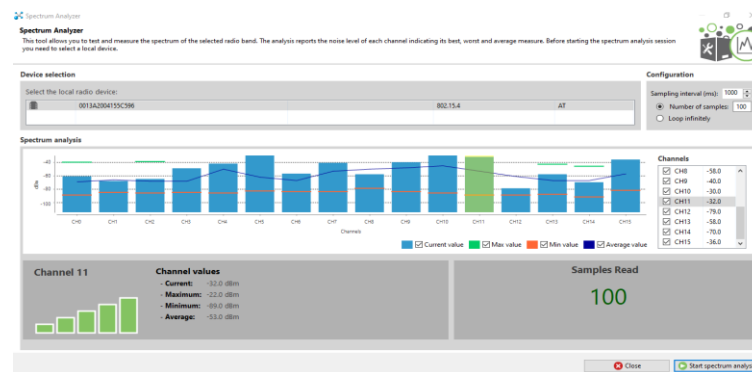 Spectrum Analyzer
Spectrum Analyzer
This tool allows you to test and measure the spectrum of the selected radio band. The analysis reports the noise level of each channel indicating its best, worst and average measure. Before starting the spectrum analysis session
you need to select a local device.
Device selection
Configuration
Select the local radio device:
0013A2004155C596 802.15.4 AT
Sampling interval (ms): 1000
Number of samples: 100
Loop infinitely
Spectrum analysis
Channels
-40
-60
-80
-100
dBm
CH0 CH1 CH2 CH3 CH4 CH5 CH6 CH7 CH8 CH9 CH10 CH11 CH12 CH13 CH14 CH15
Channels
Current value Max value Min value Average value
CH8 -58.0
CH9 -40.0
CH10 -30.0
CH11 -32.0
CH12 -79.0
CH13 -58.0
CH14 -70.0
CH15 -36.0
Channel 11
Channel values
- Current: -32.0 dBm
- Maximum: -22.0 dBm
- Minimum: -89.0 dBm
- Average: -53.0 dBm
Samples Read
100
Close
Start spectrum analys